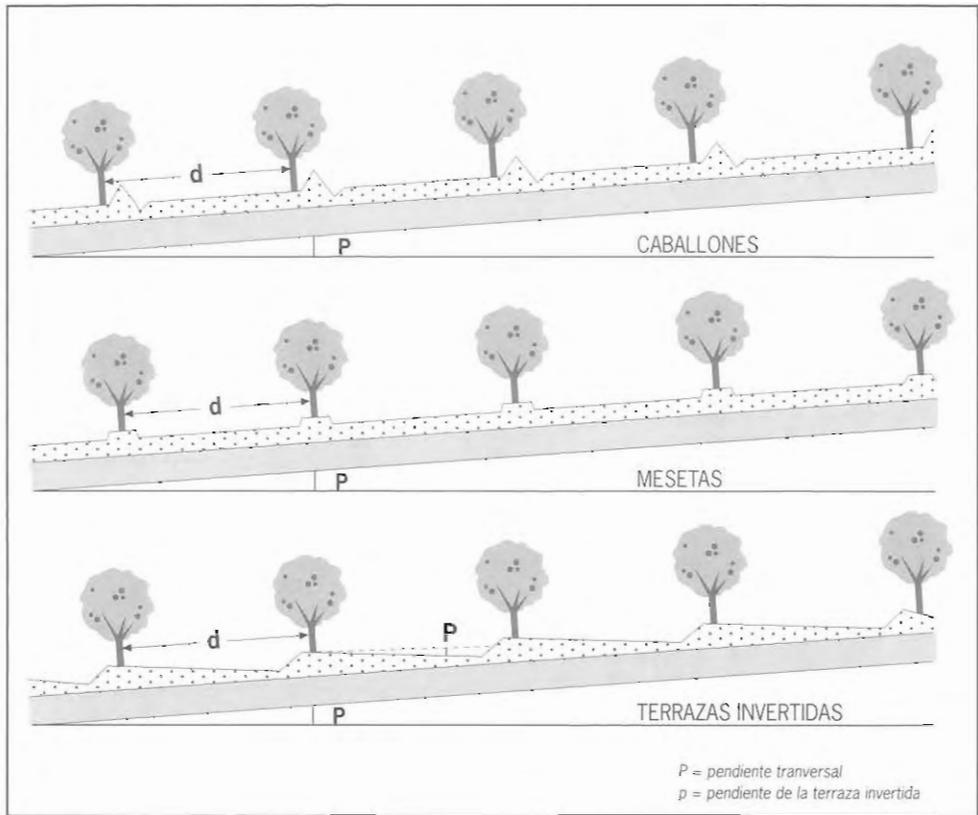 d
P
CABALLONES
d
P
MESETAS
d
P
P
TERRAZAS INVERTIDAS
P = pendiente tranversal
p = pendiente de la terraza invertida